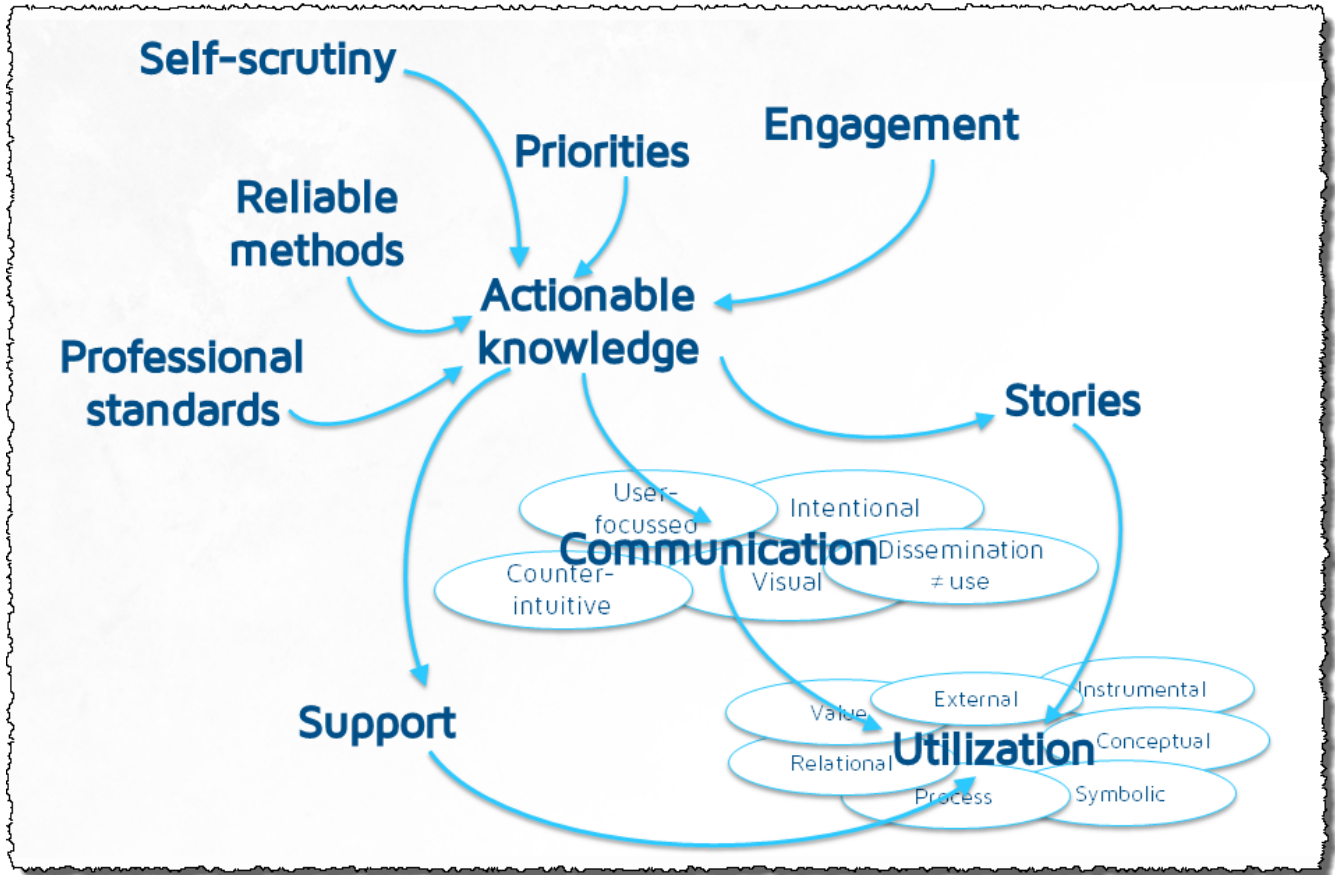 Self-scrutiny
Priorities
Engagement
Reliable
methods
Actionable
knowledge
Professional
standards
Stories
User-
focussed
Intentional
Communication
Dissemination
≠ use
Counter-
intuitive
Visual
Support
Value
External
Instrumental
Utilization
Conceptual
Relational
Process
Symbolic